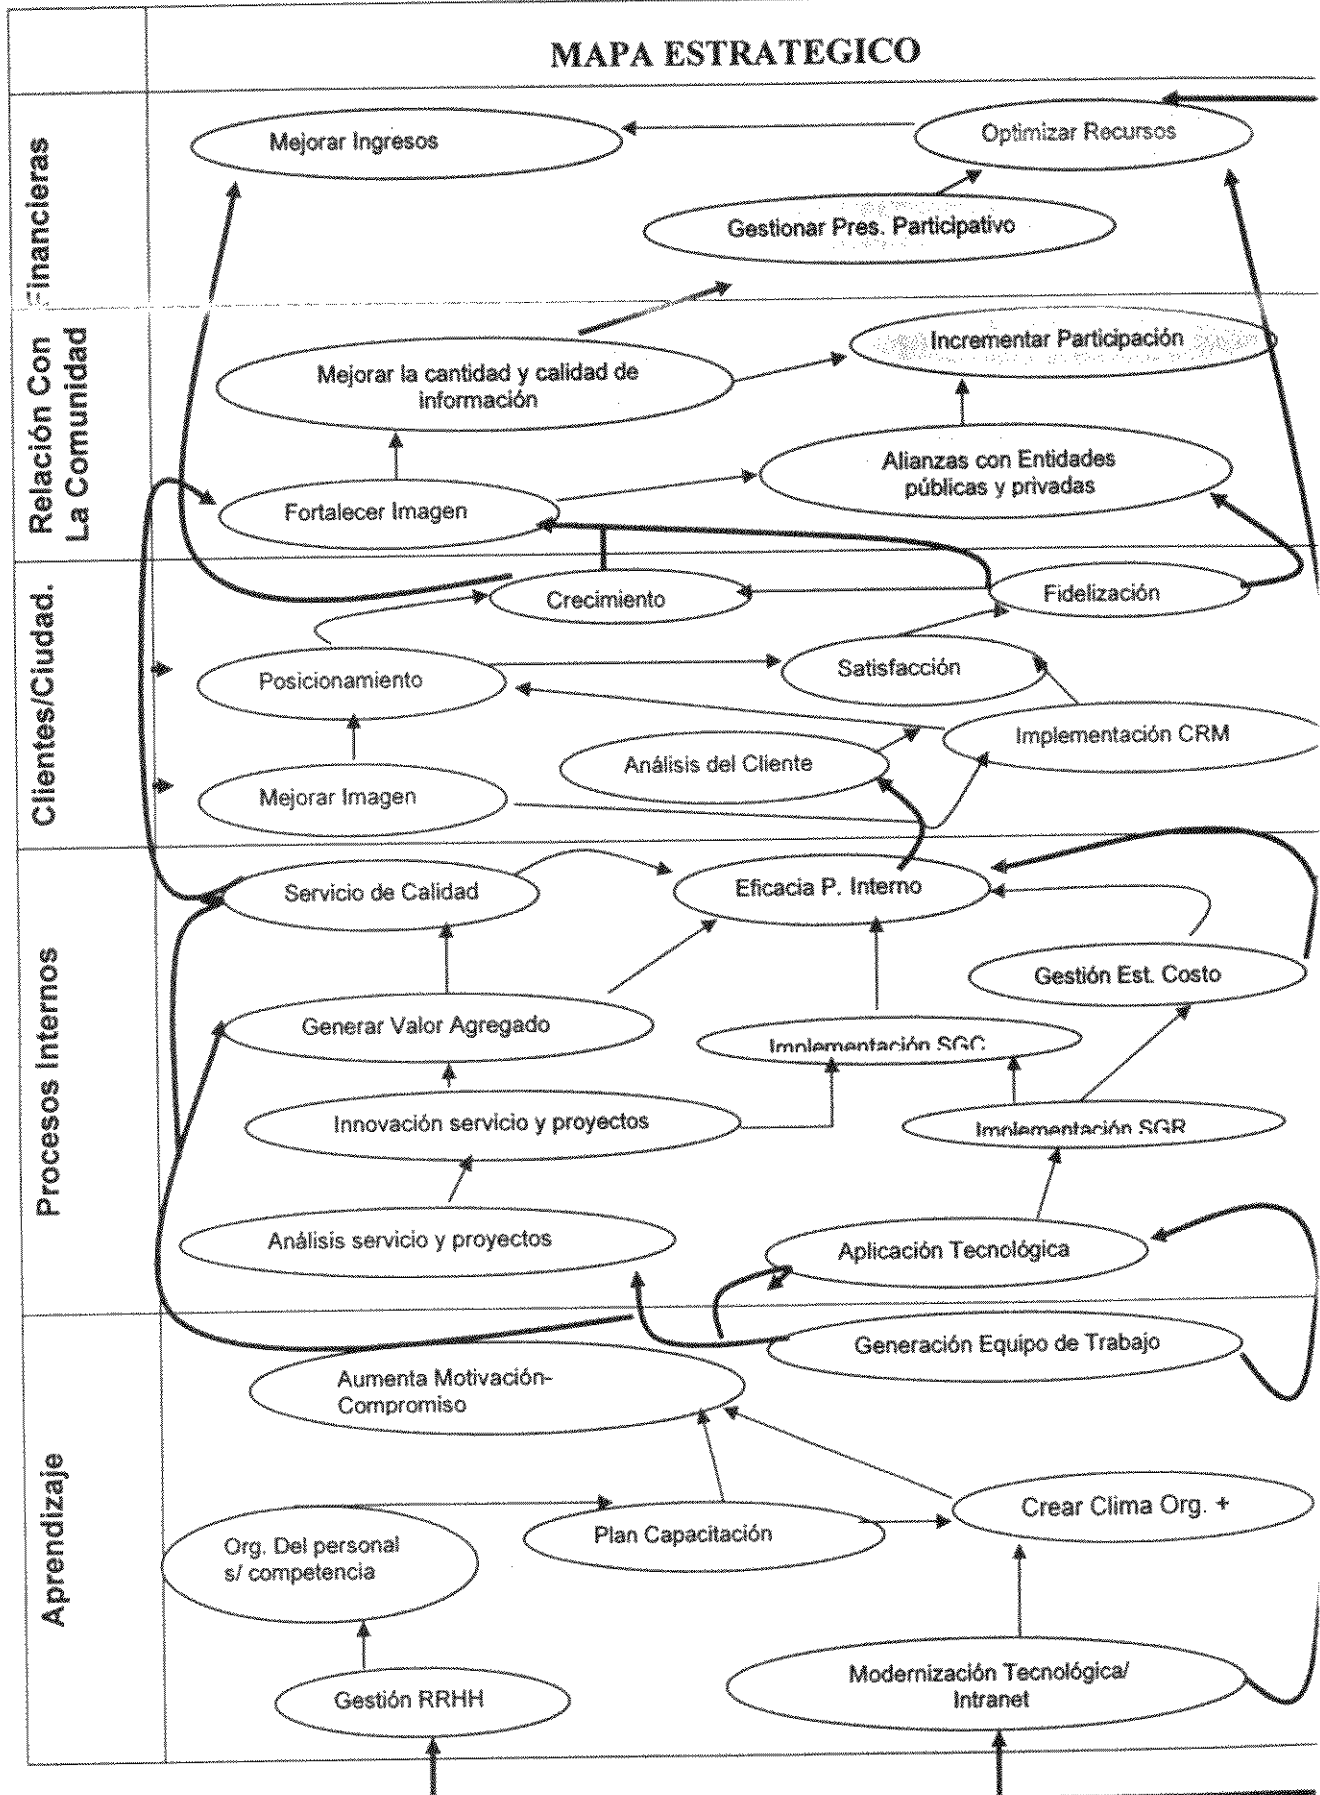 MAPA ESTRATEGICO
Financieras
Mejorar Ingresos
Optimizar Recursos
Gestionar Pres. Participativo
Relación Con
La Comunidad
Incrementar Participación
Mejorar la cantidad y calidad de
información
Alianzas con Entidades
públicas y privadas
Fortalecer Imagen
Clientes/Ciudad.
Crecimiento
Fidelización
Posicionamiento
Satisfacción
Implementación CRM
Análisis del Cliente
Mejorar Imagen
Procesos Internos
Servicio de Calidad
Eficacia P. Interno
Gestión Est. Costo
Generar Valor Agregado
Implementación SGC
Innovación servicio y proyectos
Implementación SGR
Análisis servicio y proyectos
Aplicación Tecnológica
Aprendizaje
Generación Equipo de Trabajo
Aumenta Motivación-
Compromiso
Crear Clima Org. +
Plan Capacitación
Org. Del personal
s/ competencia
Gestión RRHH
Modernización Tecnológica/
Intranet